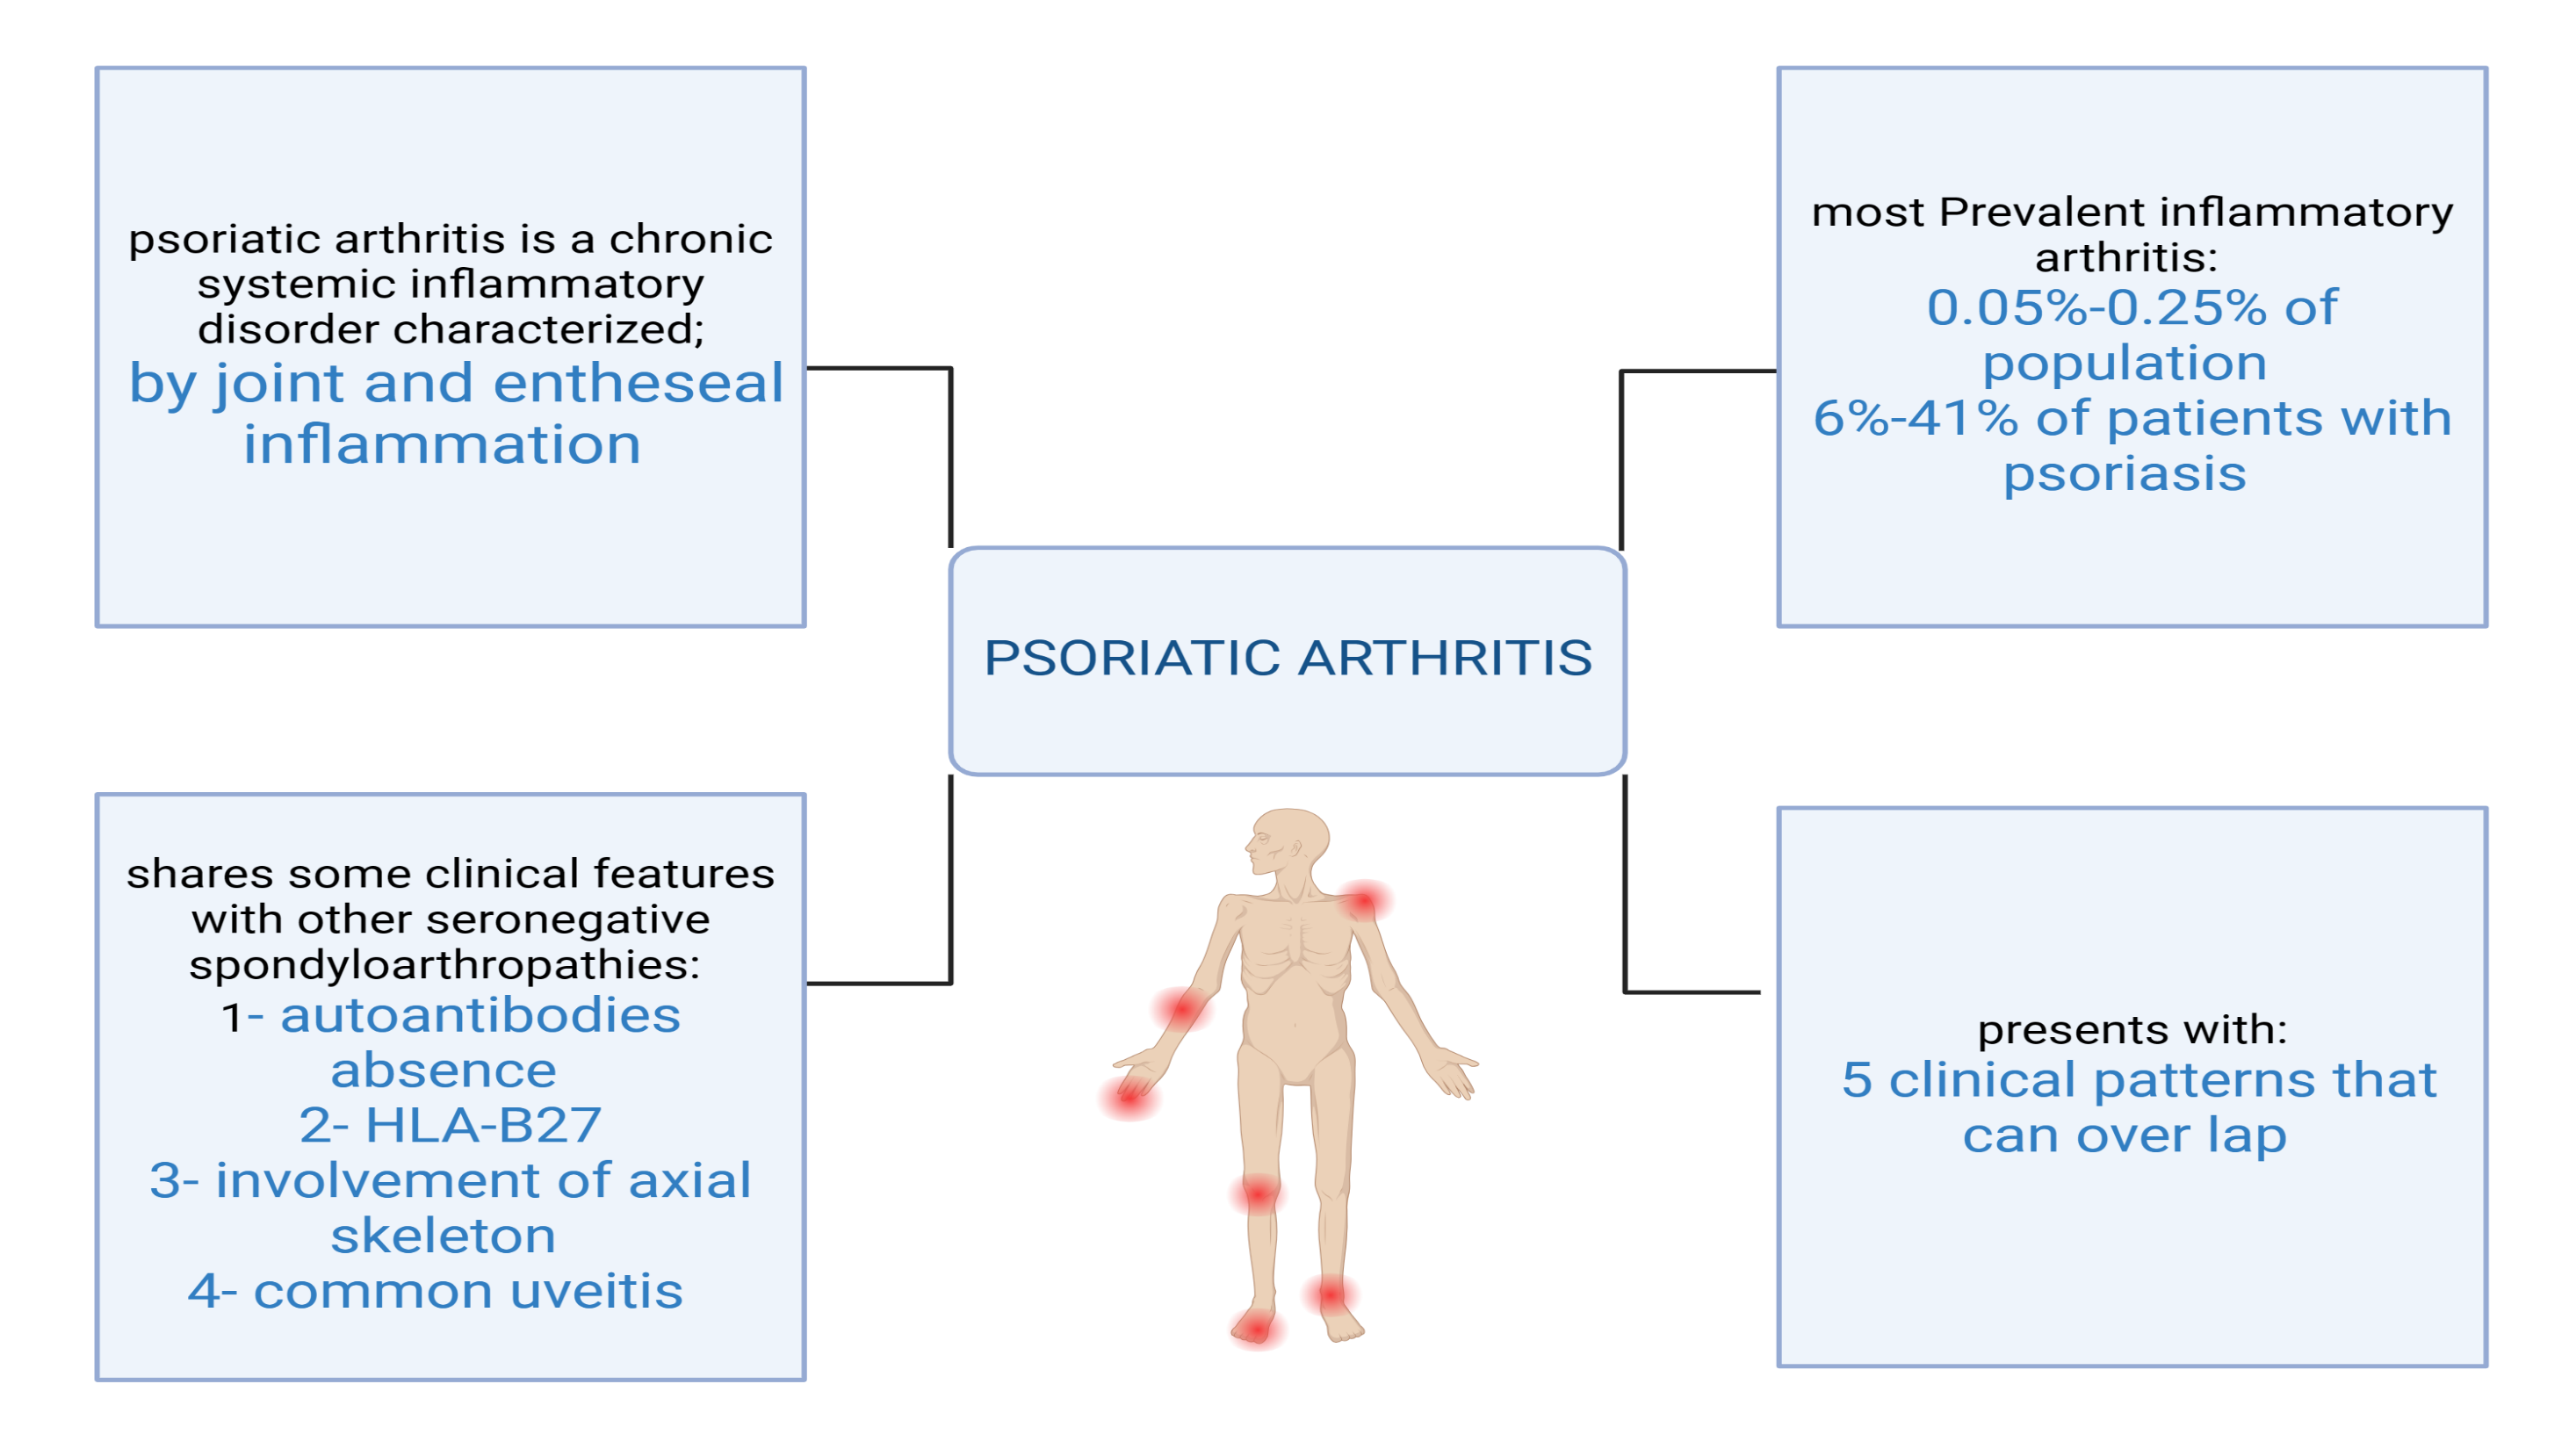 psoriatic arthritis is a chronic
systemic inflammatory
disorder characterized;
by joint and entheseal
inflammation
most Prevalent inflammatory
arthritis:
0.05%-0.25% of
population
6%-41% of patients with
psoriasis
PSORIATIC ARTHRITIS
shares some clinical features
with other seronegative
spondyloarthropathies:
1- autoantibodies
absence
2- HLA-B27
3- involvement of axial
skeleton
4- common uveitis
presents with:
5 clinical patterns that
can over lap